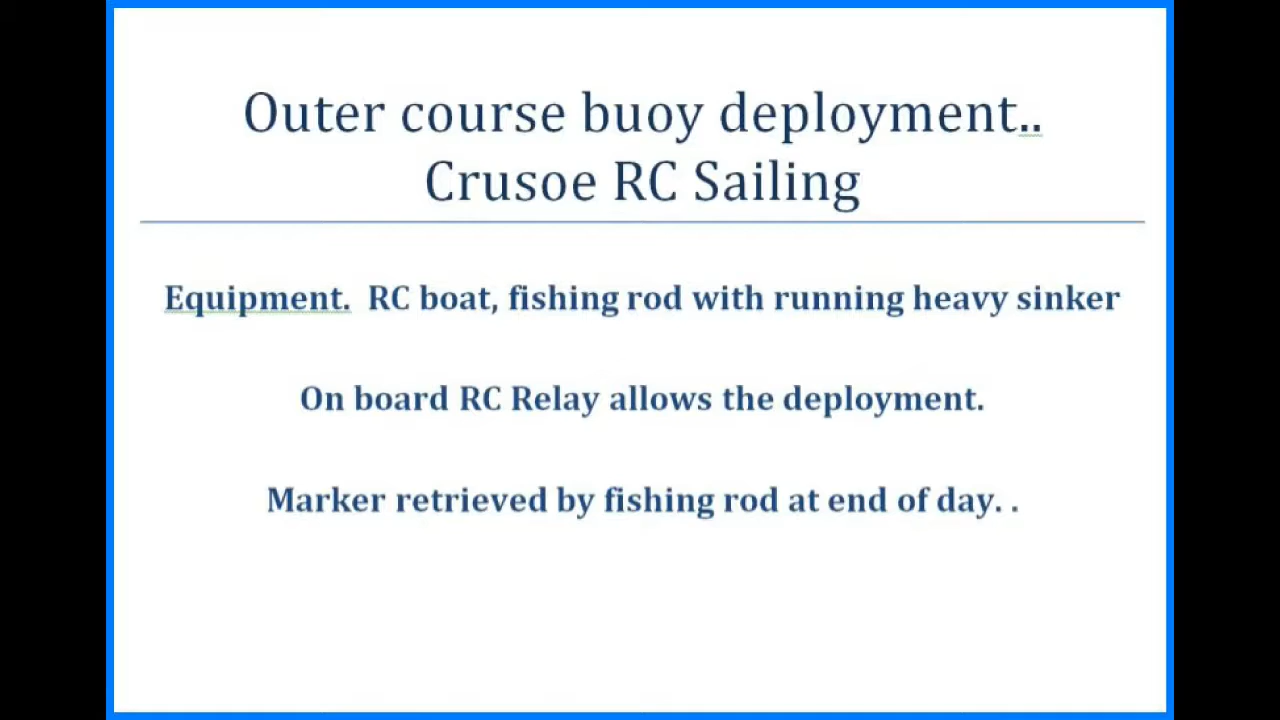 Outer course buoy deployment..
Crusoe RC Sailing
Equipment.  RC boat, fishing rod with running heavy sinker
On board RC Relay allows the deployment.
Marker retrieved by fishing rod at end of day. .